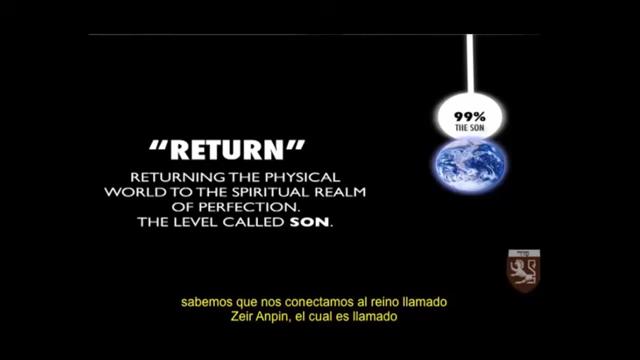 99%
THE SON
"RETURN"
RETURNING THE PHYSICAL
WORLD TO THE SPIRITUAL REALM
OF PERFECTION.
THE LEVEL CALLED SON.
sabemos que nos conectamos al reino llamado
Zeir Anpin, el cual es llamado